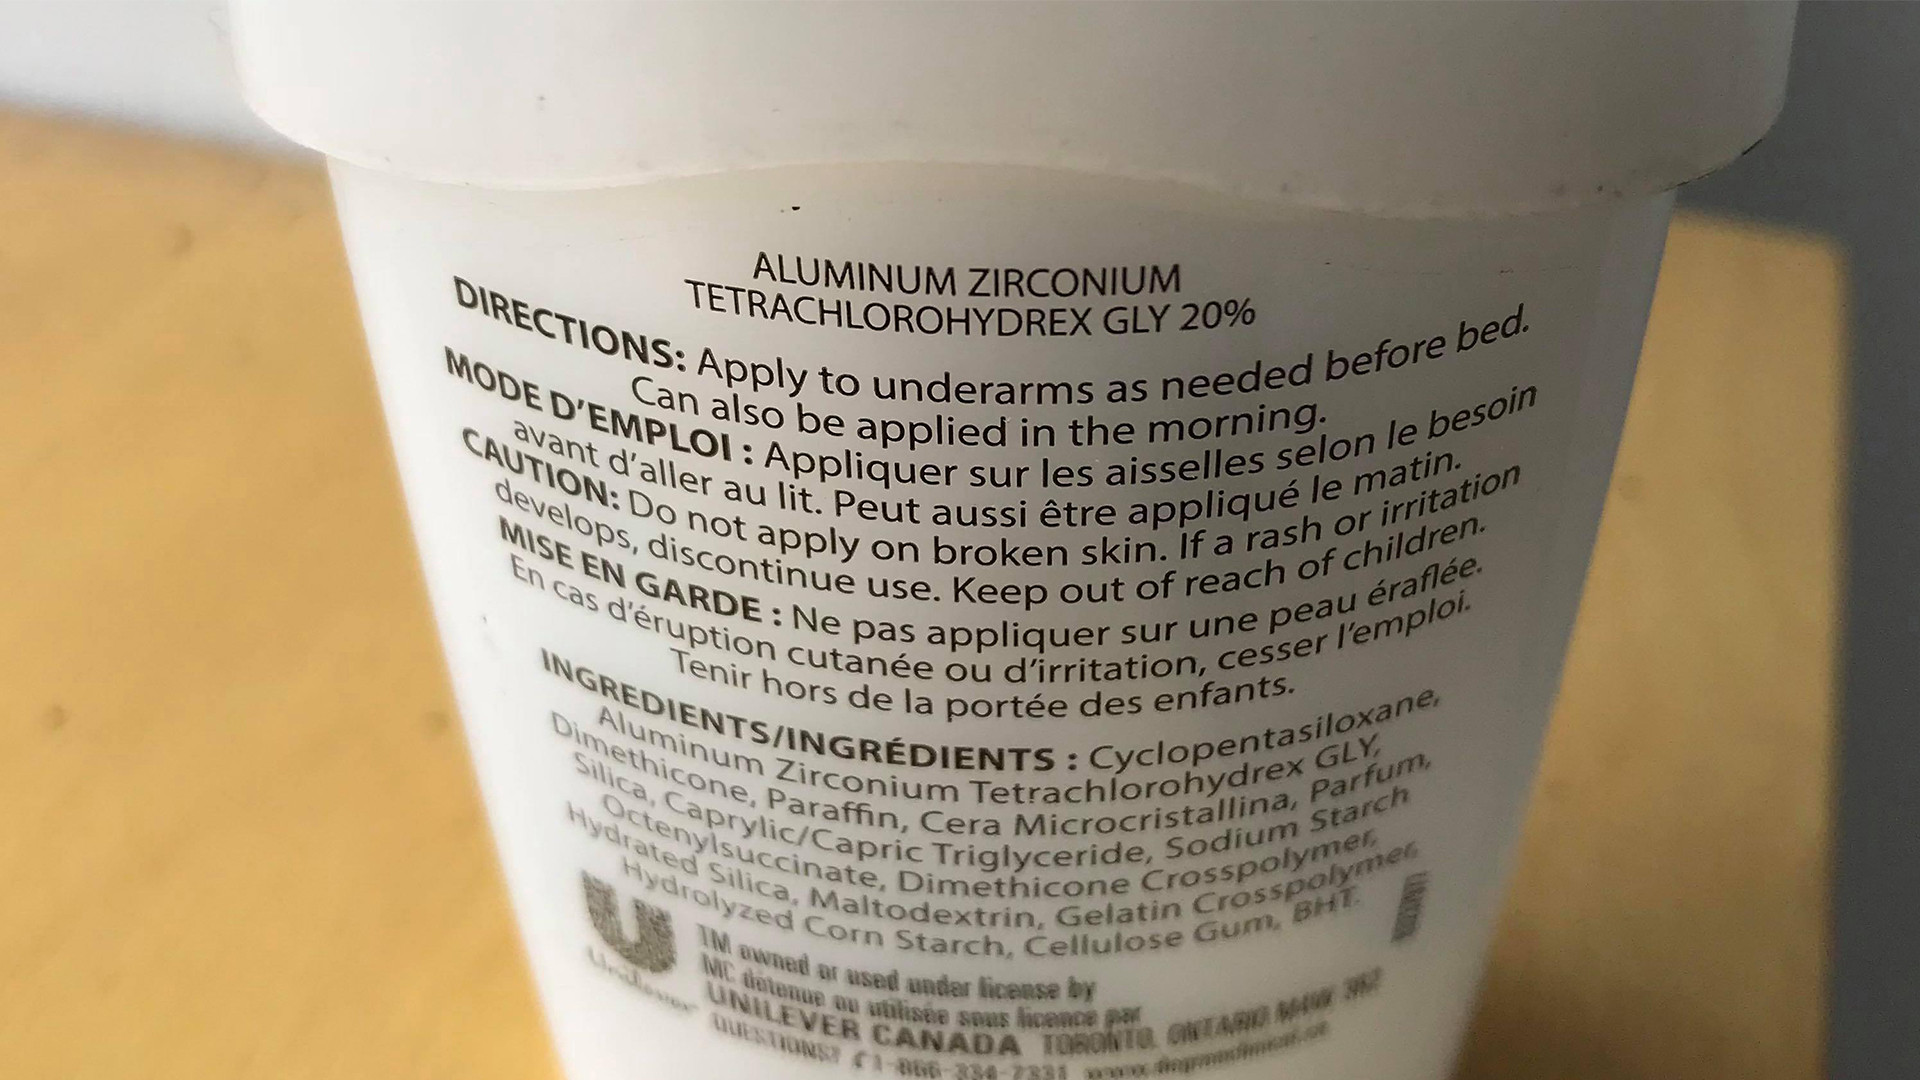 ALUMINUM ZIRCONIUM
TETRACHLOROHYDREX GLY 20%
DIRECTIONS: Apply to underarms as needed before bed.
Can also be applied in the morning.
MODE D'EMPLOI : Appliquer sur les aisselles selon le besoin
avant d'aller au lit. Peut aussi être appliqué le matin.
CAUTION: Do not apply on broken skin. If a rash or irritation
develops, discontinue use. Keep out of reach of children.
MISE EN GARDE : Ne pas appliquer sur une peau éraflée.
En cas d'éruption cutanée ou d'irritation, cesser l'emploi.
Tenir hors de la portée des enfants.
INGREDIENTS/INGRÉDIENTS : Cyclopentasiloxane,
Aluminum Zirconium Tetrachlorohydrex GLY,
Dimethicone, Paraffin, Cera Microcristallina, Parfum,
Silica, Caprylic/Capric Triglyceride, Sodium Starch
Octenylsuccinate, Dimethicone Crosspolymer,
Hydrated Silica, Maltodextrin, Gelatin Crosspolymer,
Hydrolyzed Corn Starch, Cellulose Gum, BHT.
Unilever
TM owned or used under license by
MC détenue ou utilisée sous licence par
UNILEVER CANADA TORONTO, ONTARIO
QUESTIONS? 1-866-334-7331